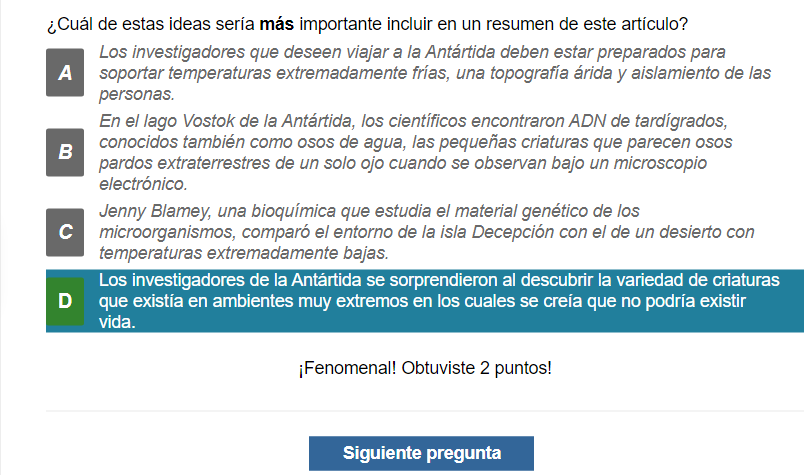 ¿Cuál de estas ideas sería más importante incluir en un resumen de este artículo?
A
Los investigadores que deseen viajar a la Antártida deben estar preparados para
soportar temperaturas extremadamente frías, una topografía árida y aislamiento de las
personas.
B
En el lago Vostok de la Antártida, los científicos encontraron ADN de tardígrados,
conocidos también como osos de agua, las pequeñas criaturas que parecen osos
pardos extraterrestres de un solo ojo cuando se observan bajo un microscopio
electrónico.
C
Jenny Blamey, una bioquímica que estudia el material genético de los
microorganismos, comparó el entorno de la isla Decepción con el de un desierto con
temperaturas extremadamente bajas.
D
Los investigadores de la Antártida se sorprendieron al descubrir la variedad de criaturas
que existía en ambientes muy extremos en los cuales se creía que no podría existir
vida.
¡Fenomenal! Obtuviste 2 puntos!
Siguiente pregunta